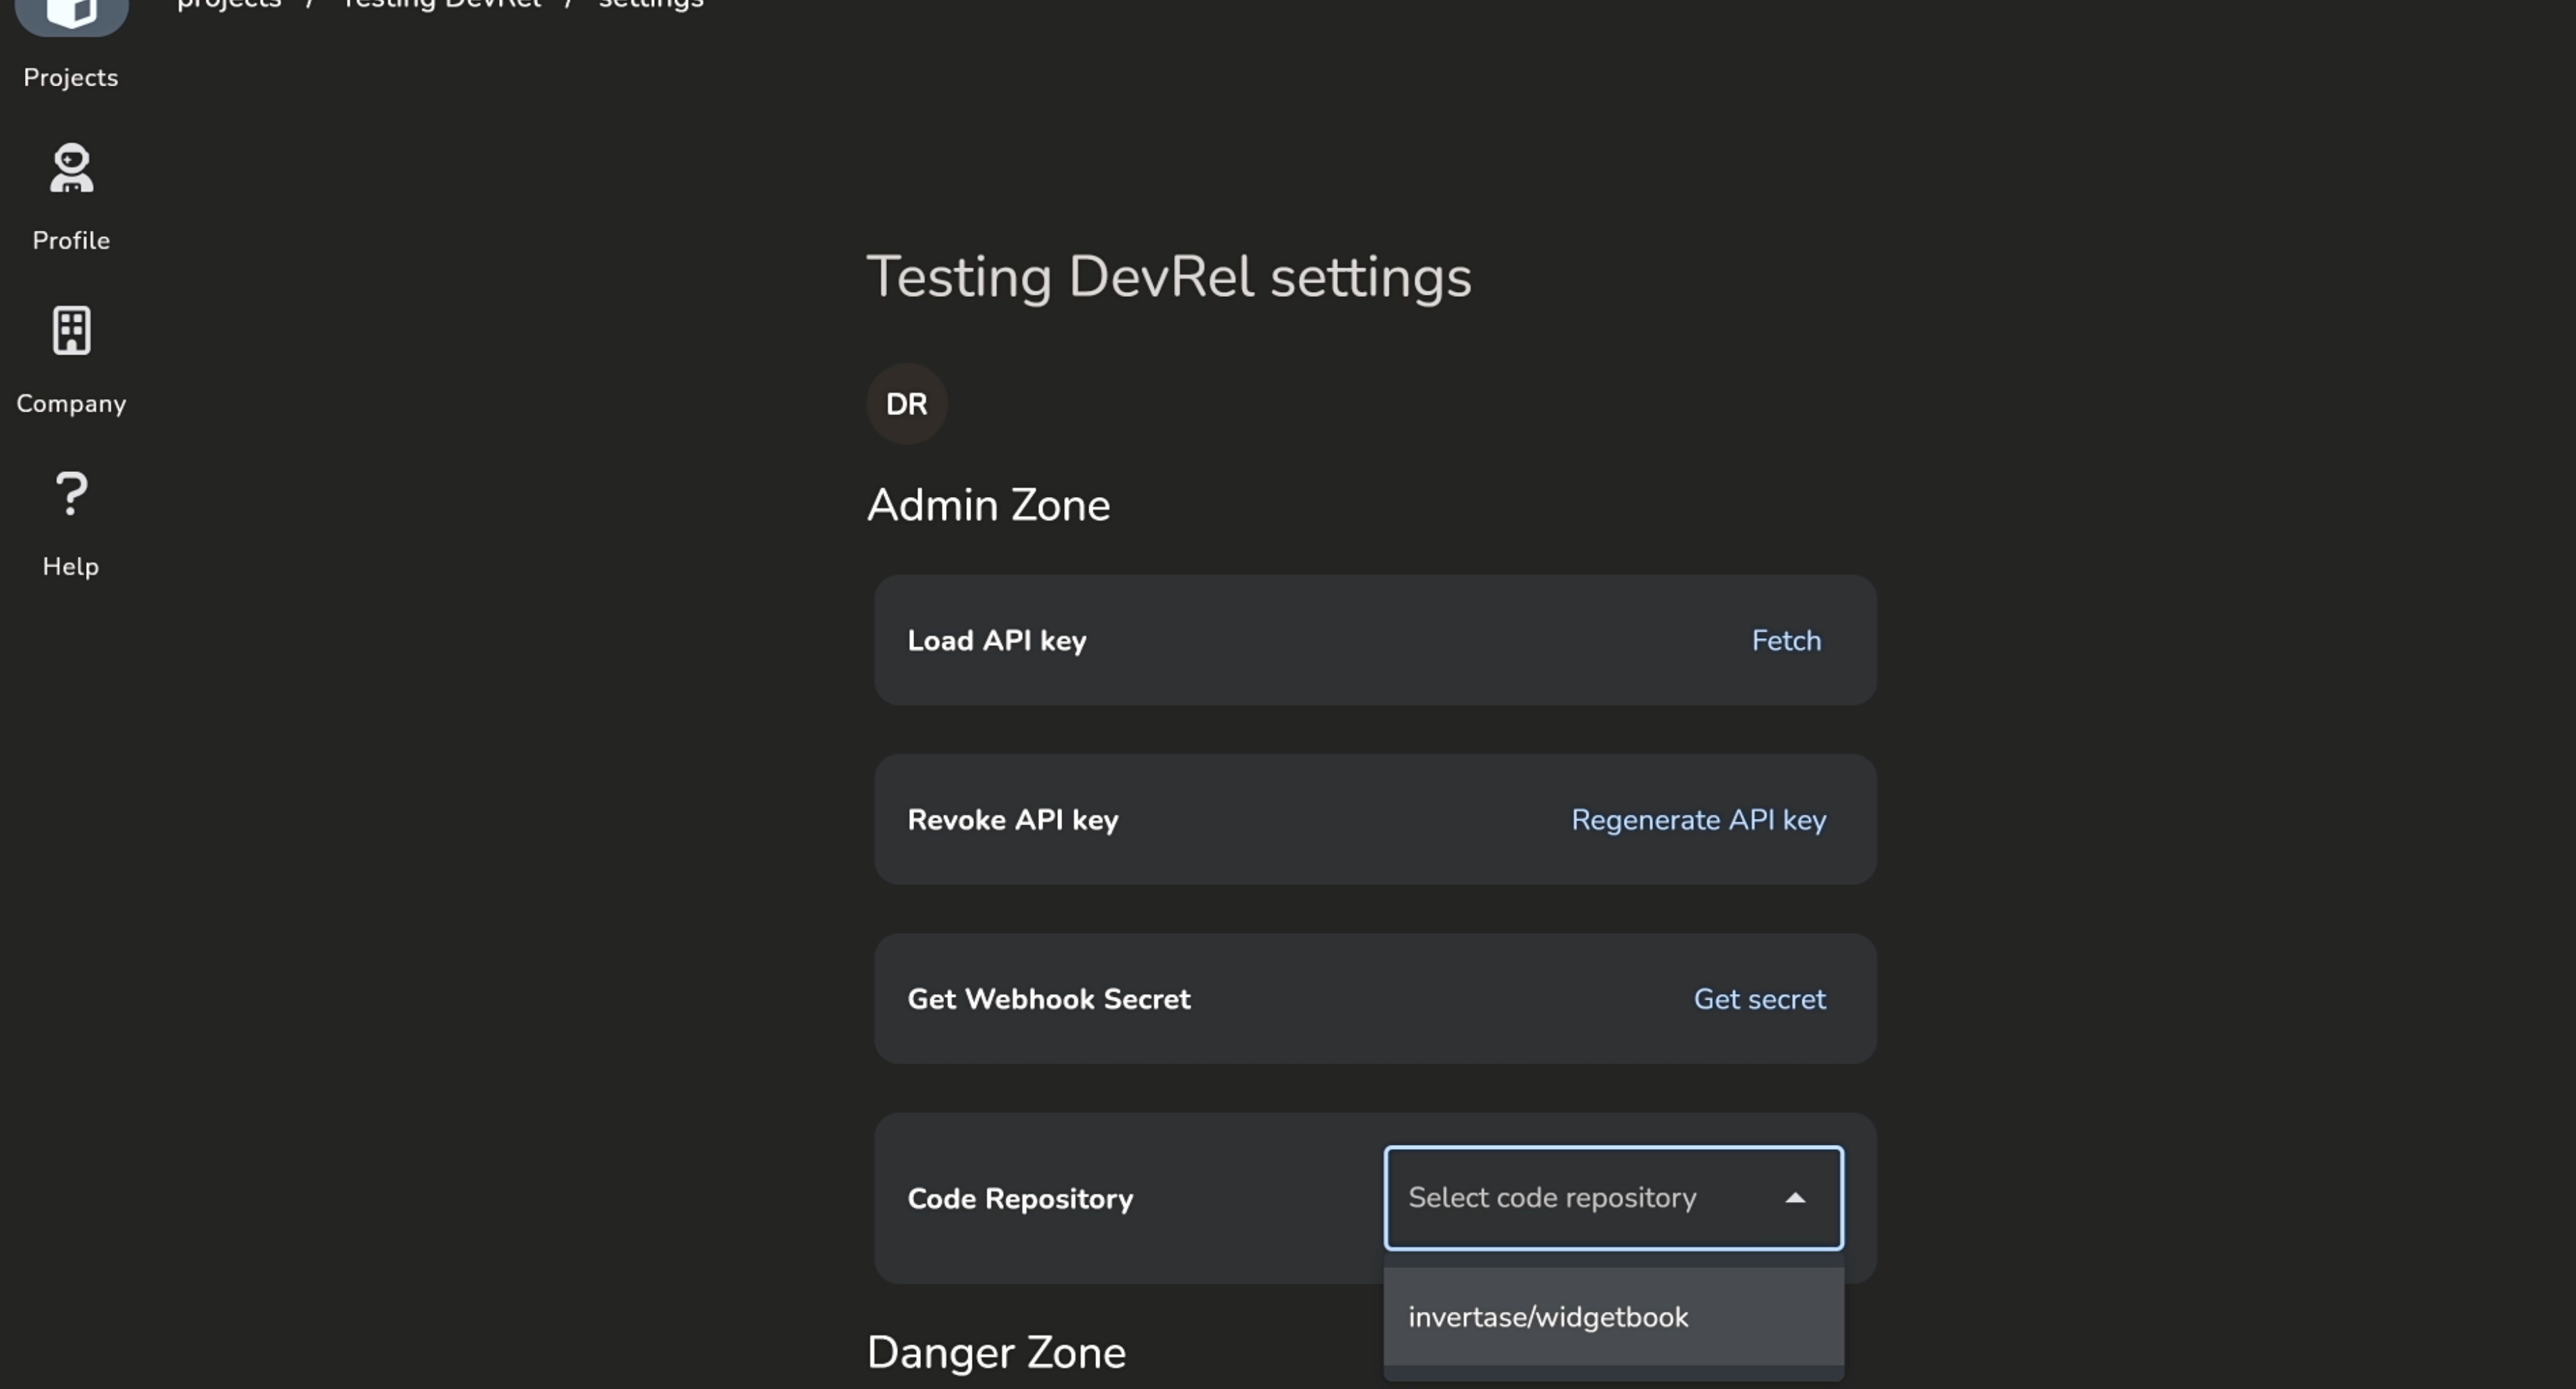 projects / Testing DevRel / settings
Projects
Profile
Company
Help
Testing DevRel settings
DR
Admin Zone
Load API key Fetch
Revoke API key Regenerate API key
Get Webhook Secret Get secret
Code Repository Select code repository
invertase/widgetbook
Danger Zone